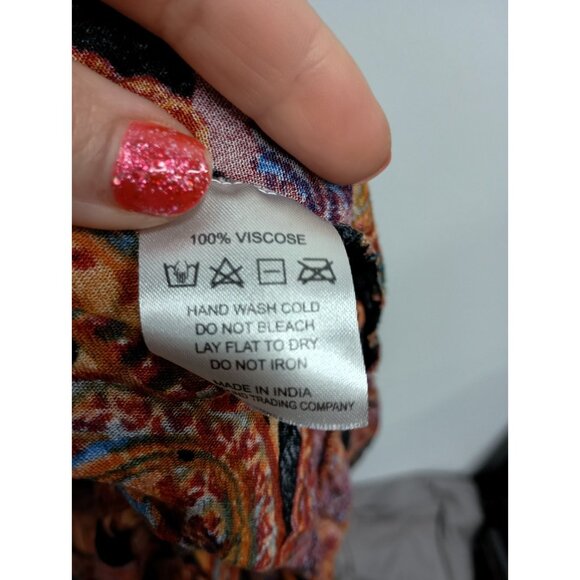 100% VISCOSE
HAND WASH COLD
DO NOT BLEACH
LAY FLAT TO DRY
DO NOT IRON
MADE IN INDIA
TRADING COMPANY